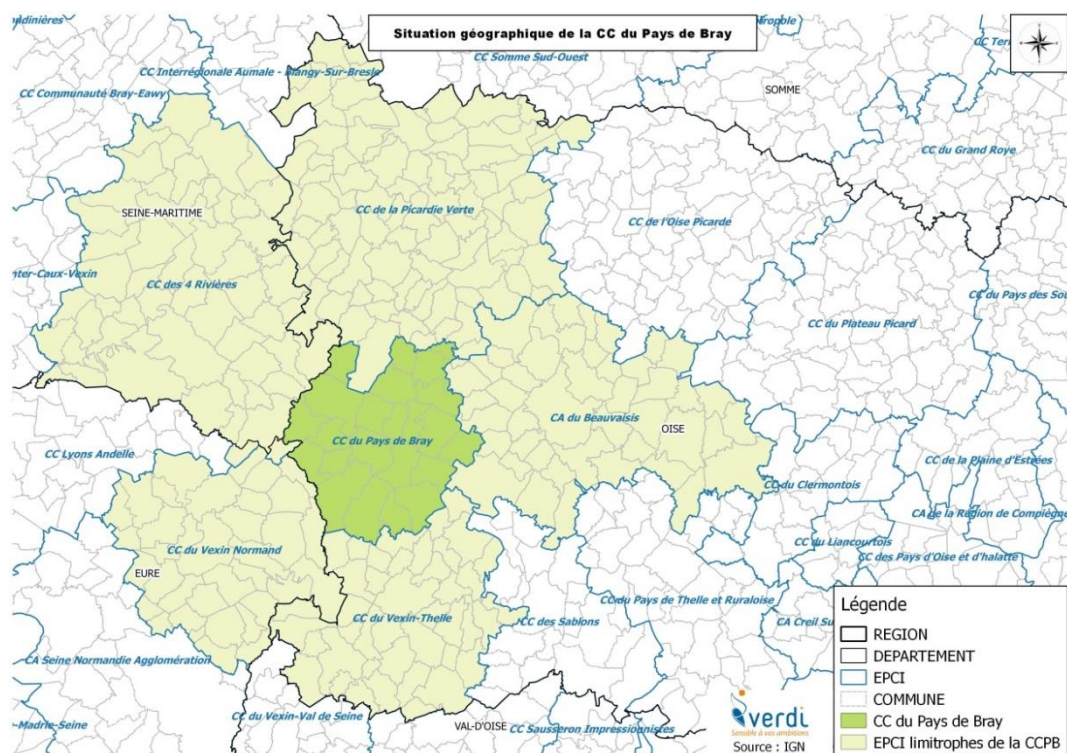 Situation géographique de la CC du Pays de Bray
CC Interrégionale Aumale - Blangy-Sur-Bresle
CC Somme Sud-Ouest
CC Communauté Bray-Eawy
SOMME
CC du Grand Roye
SEINE-MARITIME
CC de la Picardie Verte
CC de l'Oise Picarde
CC des 4 Rivières
CC du Pays des
CC du Plateau Picard
CA du Beauvaisis
OISE
CC du Pays de Bray
CC Lyons Andelle
CC de la Plaine d'Estrées
CC du Clermontois
CA de la Région de Compiègne
CC du Vexin Normand
CC du Liancourtois
CC des Pays d'Oise et d'halatte
EURE
CC du Vexin-Thelle
CC des Sablons
CC du Pays de Thelle et Ruraloise
CA Creil
CA Seine Normandie Agglomération
CC du Vexin-Val de Seine
VAL-D'OISE
CC Sausseron Impressionnistes
-Madrie-Seine
Légende
REGION
DEPARTEMENT
EPCI
COMMUNE
CC du Pays de Bray
EPCI limitrophes de la CCPB
verdi
Sensible à vos ambitions
Source : IGN